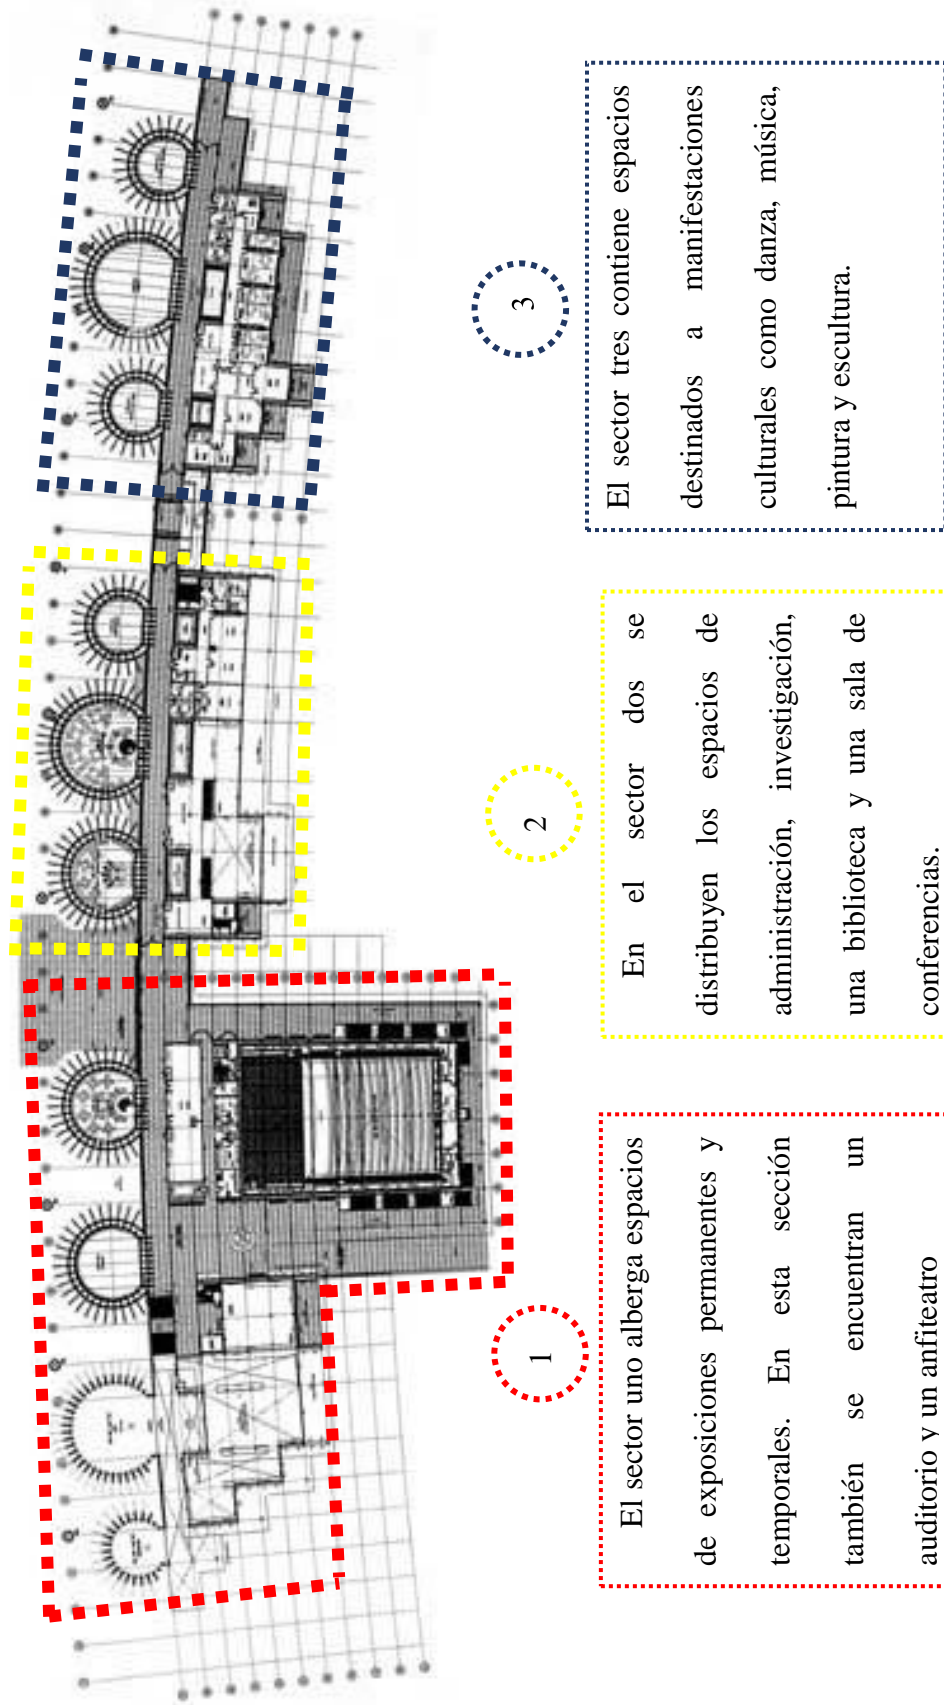 1
El sector uno alberga espacios
de exposiciones permanentes y
temporales. En esta sección
también se encuentran un
auditorio y un anfiteatro
2
En el sector dos se
distribuyen los espacios de
administración, investigación,
una biblioteca y una sala de
conferencias.
3
El sector tres contiene espacios
destinados a manifestaciones
culturales como danza, música,
pintura y escultura.